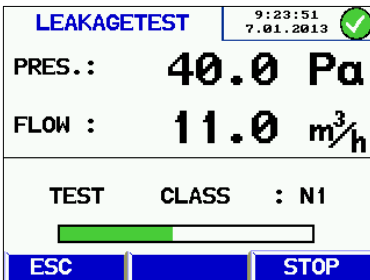 LEAKAGETEST 9:23:51
7.01.2013
PRES.: 40.0 Pa
FLOW : 11.0 m³/h
TEST CLASS : N1
ESC STOP